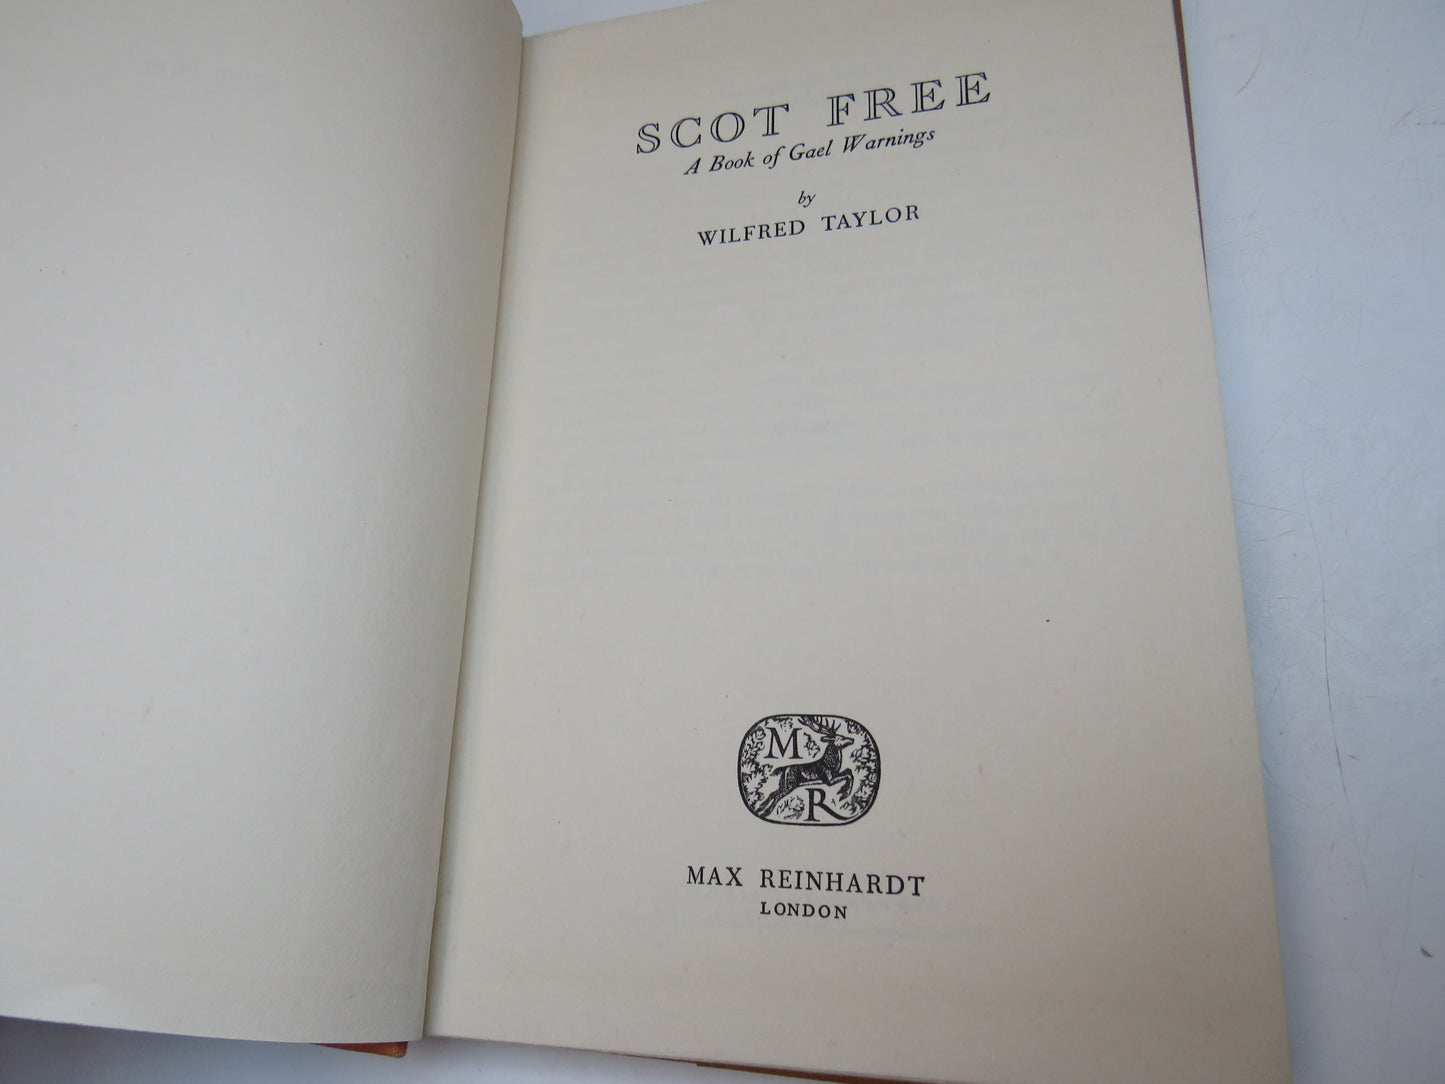 SCOT FREE
A Book of Gael Warnings
by
WILFRED TAYLOR
M
R
MAX REINHARDT
LONDON